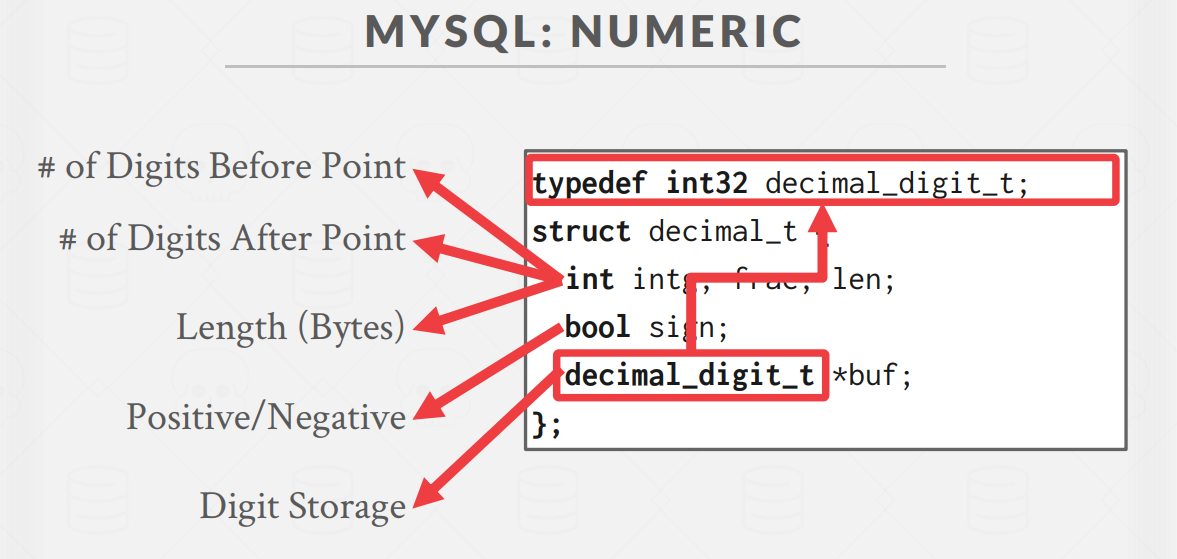 MYSQL: NUMERIC
# of Digits Before Point
# of Digits After Point
Length (Bytes)
Positive/Negative
Digit Storage
typedef int32 decimal_digit_t;
struct decimal_t {
int intg, frac, len;
bool sign;
decimal_digit_t *buf;
};